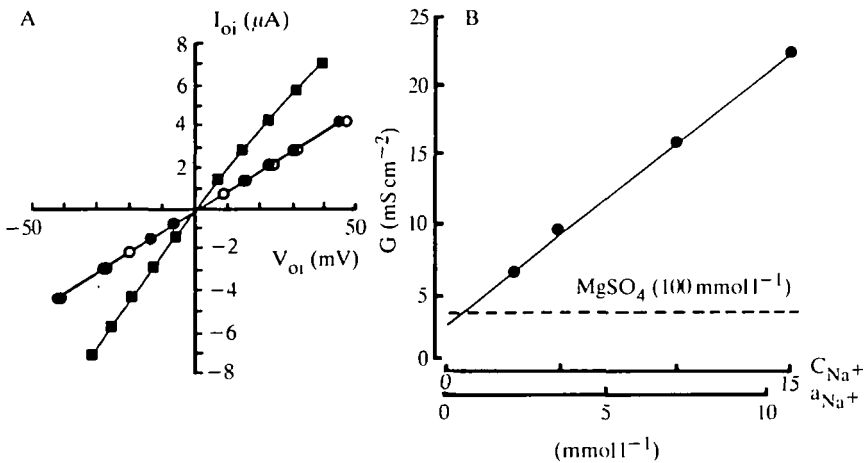 A
I_oi (μA)
8
7
6
4
2
−50
50
−2
−4
−6
−8
V_oi (mV)
B
25
20
15
10
5
0
G (mS cm⁻²)
MgSO₄ (100 mmol l⁻¹)
0 15 C_Na+
0 5 10 a_Na+
(mmol l⁻¹)